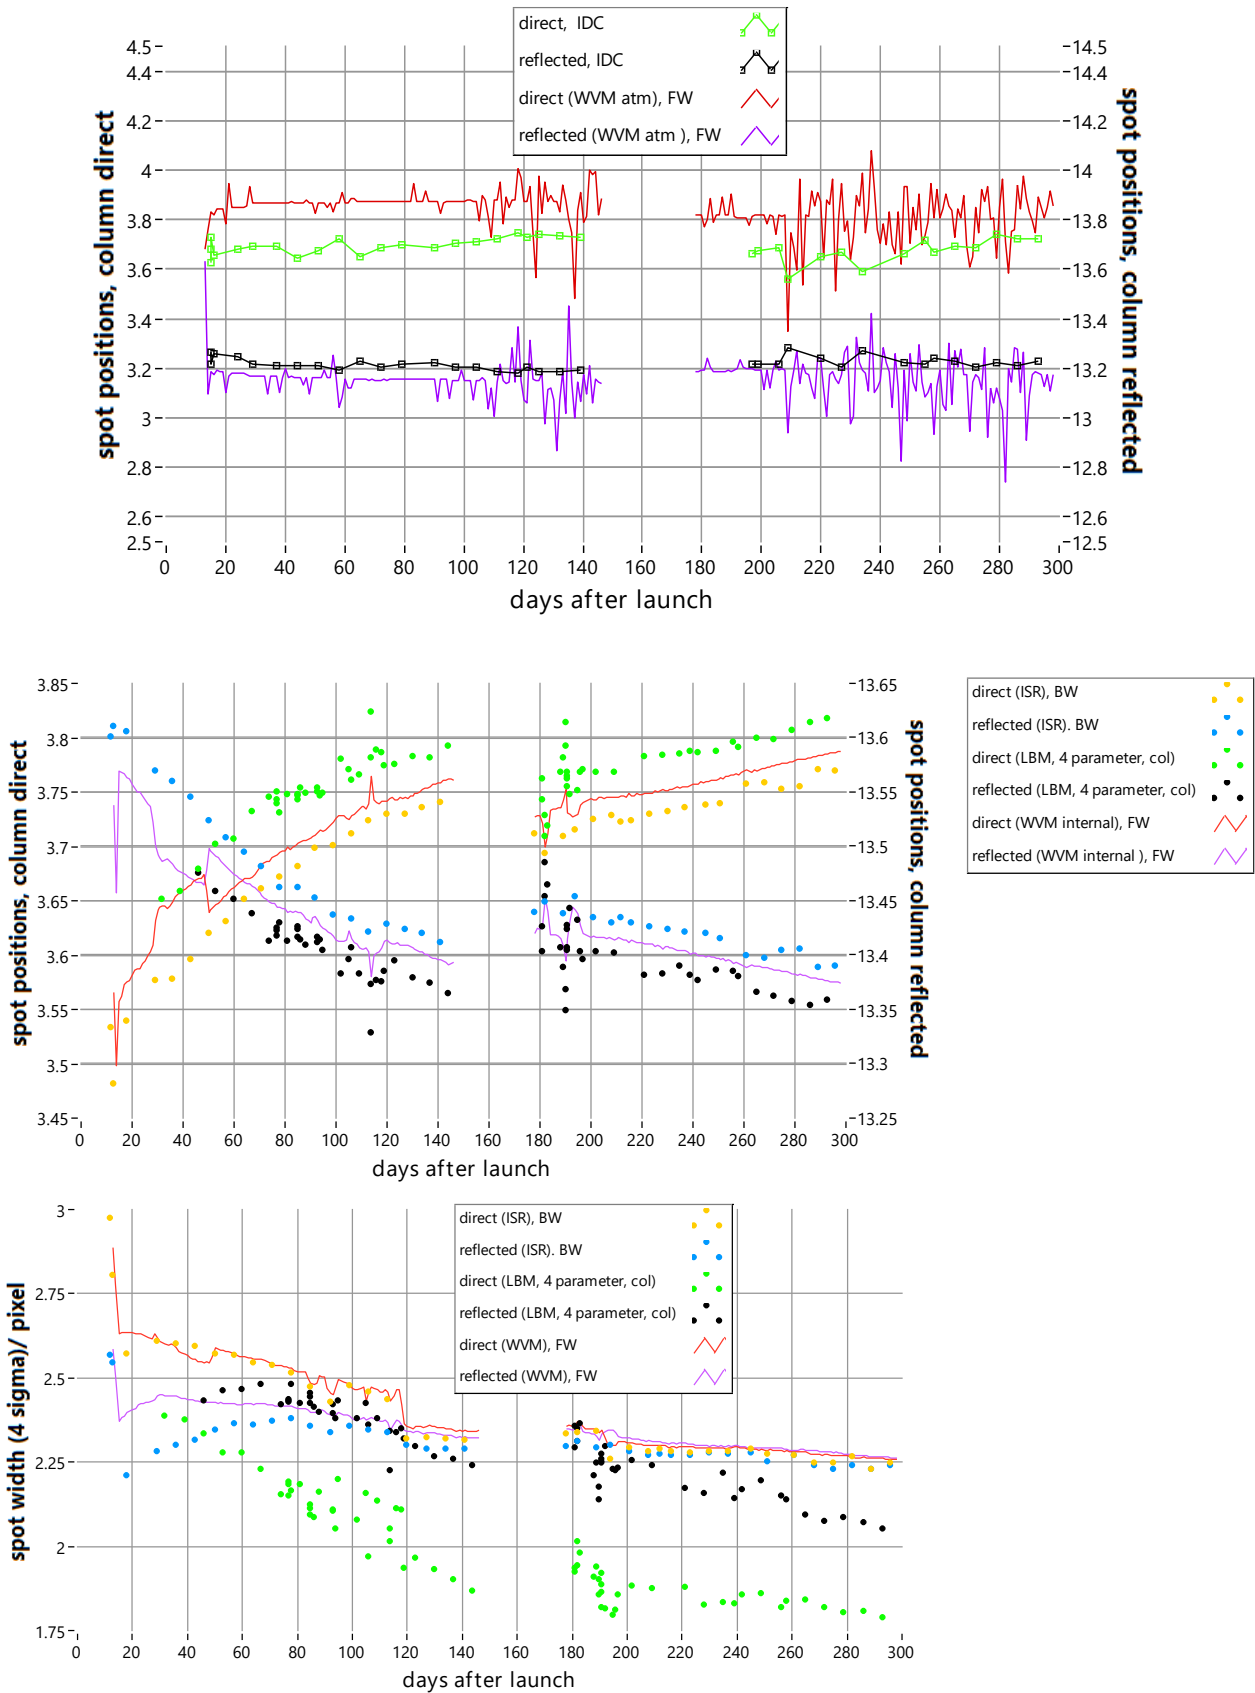 direct, IDC
reflected, IDC
direct (WVM atm), FW
reflected (WVM atm ), FW
4.5
4.4
4.2
4
3.8
3.6
3.4
3.2
3
2.8
2.6
2.5
spot positions, column direct
14.5
14.4
14.2
14
13.8
13.6
13.4
13.2
13
12.8
12.6
12.5
spot positions, column reflected
0 20 40 60 80 100 120 140 160 180 200 220 240 260 280 300
days after launch
3.85
3.8
3.75
3.7
3.65
3.6
3.55
3.5
3.45
spot positions, column direct
13.65
13.6
13.55
13.5
13.45
13.4
13.35
13.3
13.25
spot positions, column reflected
direct (ISR), BW
reflected (ISR). BW
direct (LBM, 4 parameter, col)
reflected (LBM, 4 parameter, col)
direct (WVM internal), FW
reflected (WVM internal ), FW
0 20 40 60 80 100 120 140 160 180 200 220 240 260 280 300
days after launch
direct (ISR), BW
reflected (ISR). BW
direct (LBM, 4 parameter, col)
reflected (LBM, 4 parameter, col)
direct (WVM), FW
reflected (WVM), FW
3
2.75
2.5
2.25
2
1.75
spot width (4 sigma)/ pixel
0 20 40 60 80 100 120 140 160 180 200 220 240 260 280 300
days after launch